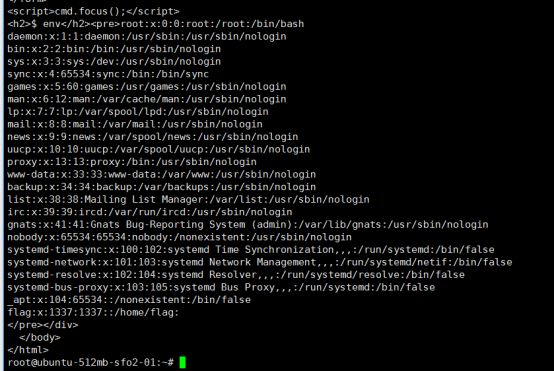 </form>
<script>cmd.focus();</script>
<h2>$ env</h2><pre>root:x:0:0:root:/root:/bin/bash
daemon:x:1:1:daemon:/usr/sbin:/usr/sbin/nologin
bin:x:2:2:bin:/bin:/usr/sbin/nologin
sys:x:3:3:sys:/dev:/usr/sbin/nologin
sync:x:4:65534:sync:/bin:/bin/sync
games:x:5:60:games:/usr/games:/usr/sbin/nologin
man:x:6:12:man:/var/cache/man:/usr/sbin/nologin
lp:x:7:7:lp:/var/spool/lpd:/usr/sbin/nologin
mail:x:8:8:mail:/var/mail:/usr/sbin/nologin
news:x:9:9:news:/var/spool/news:/usr/sbin/nologin
uucp:x:10:10:uucp:/var/spool/uucp:/usr/sbin/nologin
proxy:x:13:13:proxy:/bin:/usr/sbin/nologin
www-data:x:33:33:www-data:/var/www:/usr/sbin/nologin
backup:x:34:34:backup:/var/backups:/usr/sbin/nologin
list:x:38:38:Mailing List Manager:/var/list:/usr/sbin/nologin
irc:x:39:39:ircd:/var/run/ircd:/usr/sbin/nologin
gnats:x:41:41:Gnats Bug-Reporting System (admin):/var/lib/gnats:/usr/sbin/nologin
nobody:x:65534:65534:nobody:/nonexistent:/usr/sbin/nologin
systemd-timesync:x:100:102:systemd Time Synchronization,,,:/run/systemd:/bin/false
systemd-network:x:101:103:systemd Network Management,,,:/run/systemd/netif:/bin/false
systemd-resolve:x:102:104:systemd Resolver,,,:/run/systemd/resolve:/bin/false
systemd-bus-proxy:x:103:105:systemd Bus Proxy,,,:/run/systemd:/bin/false
_apt:x:104:65534::/nonexistent:/bin/false
flag:x:1337:1337::/home/flag:
</pre></div>
  </body>
</html>
root@ubuntu-512mb-sfo2-01:~#